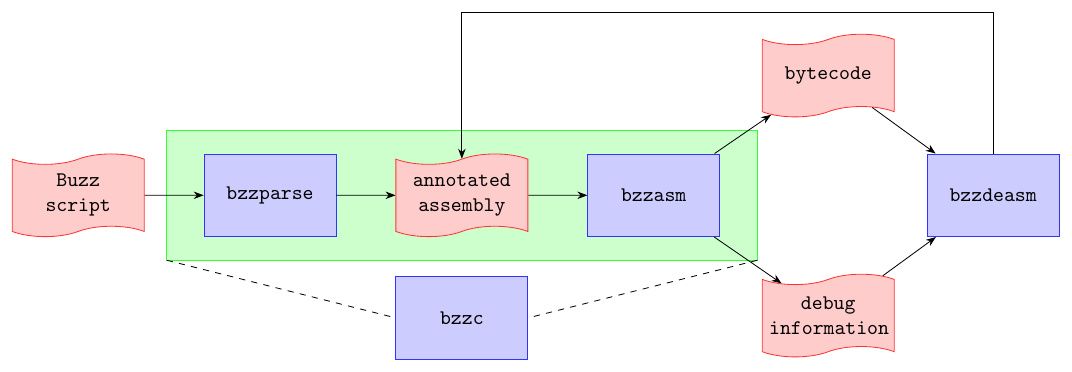 bytecode
Buzz
script
bzzparse
annotated
assembly
bzzasm
bzzdeasm
bzzc
debug
information